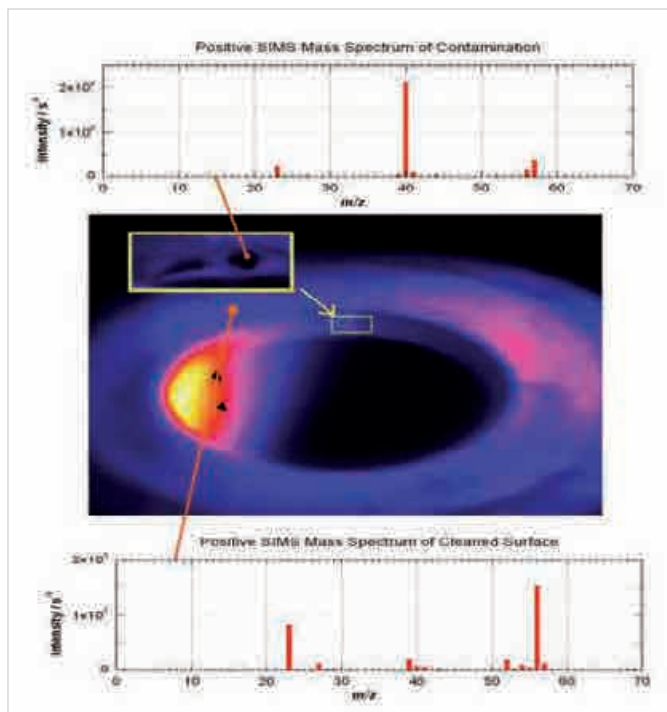 Positive SIMS Mass Spectrum of Contamination
Intensity / s
0 10 20 30 40 50 60 70
m/z
Positive SIMS Mass Spectrum of Cleaned Surface
Intensity / s
0 10 20 30 40 50 60 70
m/z